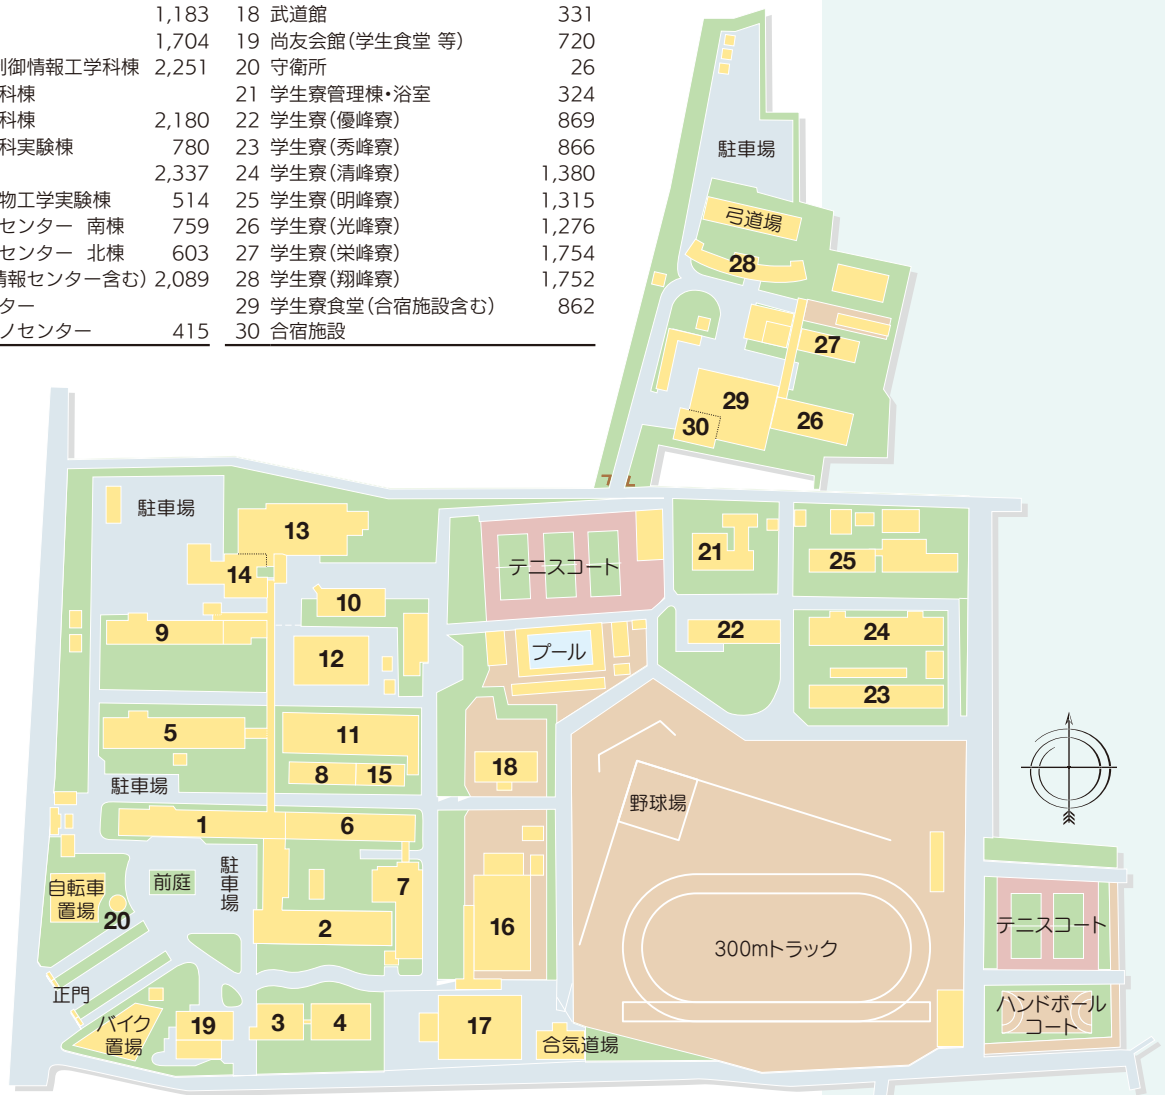 1,183
1,704
制御情報工学科棟 2,251
科棟
科棟 2,180
科実験棟 780
2,337
物工学実験棟 514
センター 南棟 759
センター 北棟 603
情報センター含む) 2,089
ター
ノセンター 415
18 武道館 331
19 尚友会館(学生食堂 等) 720
20 守衛所 26
21 学生寮管理棟・浴室 324
22 学生寮(優峰寮) 869
23 学生寮(秀峰寮) 866
24 学生寮(清峰寮) 1,380
25 学生寮(明峰寮) 1,315
26 学生寮(光峰寮) 1,276
27 学生寮(栄峰寮) 1,754
28 学生寮(翔峰寮) 1,752
29 学生寮食堂(合宿施設含む) 862
30 合宿施設
駐車場
弓道場
28
27
29
26
30
駐車場
13
テニスコート
21
25
14
10
9
12
プール
22
24
23
5
11
8
15
18
駐車場
野球場
1
6
駐車場
前庭
自転車
置場
20
7
2
16
300mトラック
テニスコート
正門
バイク
置場
19
3
4
17
合気道場
ハンドボール
コート